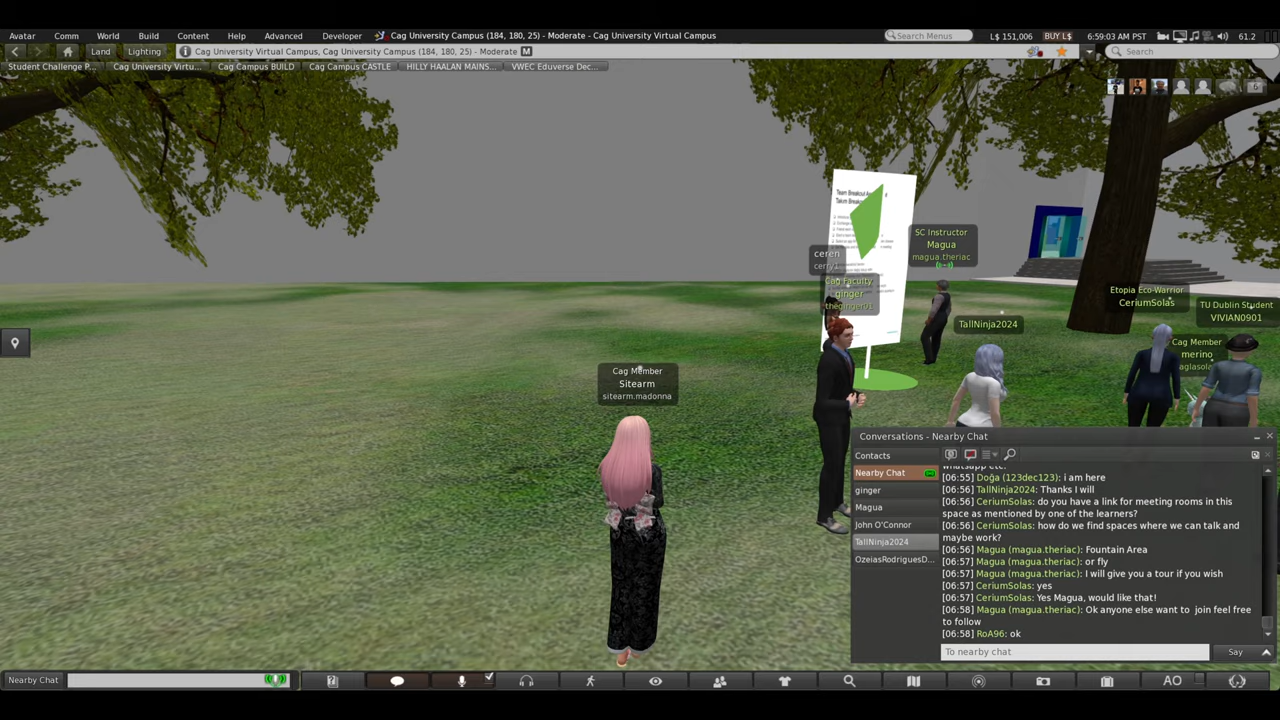 Avatar Comm World Build Content Help Advanced Developer Cag University Campus (184, 180, 25) - Moderate - Cag University Virtual Campus Search Menus L$ 151,006 BUY L$ 6:59:03 AM PST 61.2
Land Lighting Cag University Virtual Campus, Cag University Campus (184, 180, 25) - Moderate M Search
Student Challenge P... Cag University Virtu... Cag Campus BUILD Cag Campus CASTLE HILLY HAALAN MAINS... VWEC Eduverse Dec...
Team Breakout
Takım
SC Instructor
Magua
magua.theriac
ceren
cerry1
Cag Faculty
ginger
Etopia Eco-Warrior
CeriumSolas
TU Dublin Student
VIVIAN0901
TallNinja2024
Cag Member
merino
Cag Member
Sitearm
sitearm.madonna
Conversations - Nearby Chat
Contacts
Nearby Chat
ginger
Magua
John O'Connor
TallNinja2024
OzeiasRodriguesD...
whatsapp etc.
[06:55] Doğa (123dec123): i am here
[06:56] TallNinja2024: Thanks I will
[06:56] CeriumSolas: do you have a link for meeting rooms in this
space as mentioned by one of the learners?
[06:56] CeriumSolas: how do we find spaces where we can talk and
maybe work?
[06:56] Magua (magua.theriac): Fountain Area
[06:57] Magua (magua.theriac): or fly
[06:57] Magua (magua.theriac): I will give you a tour if you wish
[06:57] CeriumSolas: yes
[06:57] CeriumSolas: Yes Magua, would like that!
[06:58] Magua (magua.theriac): Ok anyone else want to join feel free
to follow
[06:58] RoA96: ok
To nearby chat Say
Nearby Chat AO